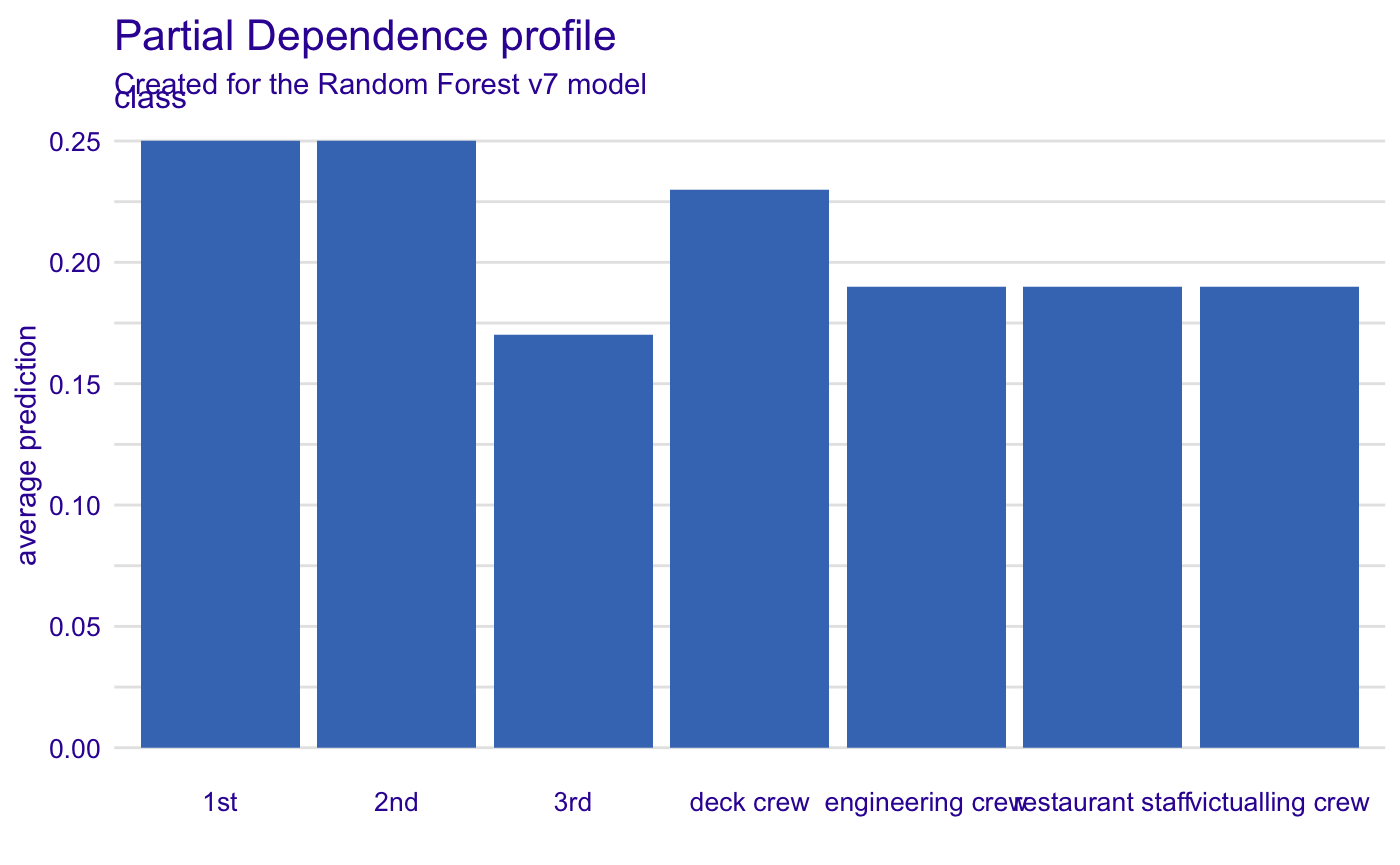 Partial Dependence profile
Created for the Random Forest v7 model
class
0.25
0.20
0.15
0.10
0.05
0.00
average prediction
1st 2nd 3rd deck crew engineering crew restaurant staff victualling crew